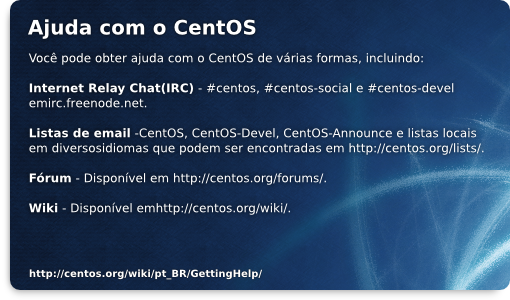 Ajuda com o CentOS
Você pode obter ajuda com o CentOS de várias formas, incluindo:
Internet Relay Chat(IRC) - #centos, #centos-social e #centos-devel
emirc.freenode.net.
Listas de email -CentOS, CentOS-Devel, CentOS-Announce e listas locais
em diversosidiomas que podem ser encontradas em http://centos.org/lists/.
Fórum - Disponível em http://centos.org/forums/.
Wiki - Disponível emhttp://centos.org/wiki/.
http://centos.org/wiki/pt_BR/GettingHelp/